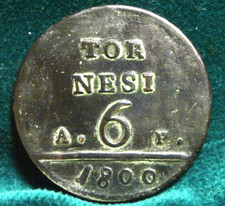 TOR
NESI
A. 6 P.
1800